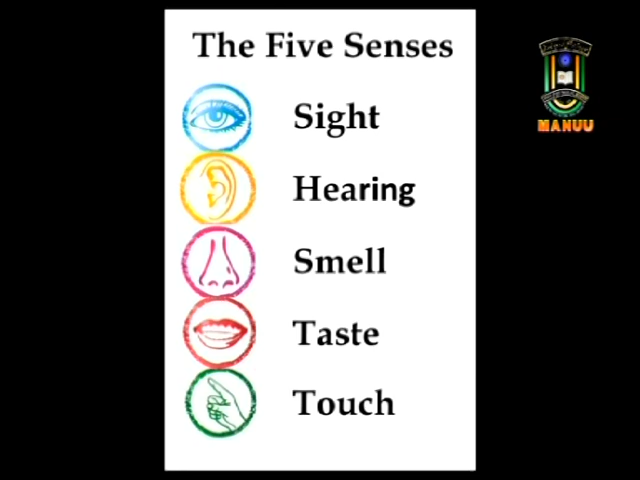 The Five Senses
Sight
Hearing
Smell
Taste
Touch
MANUU